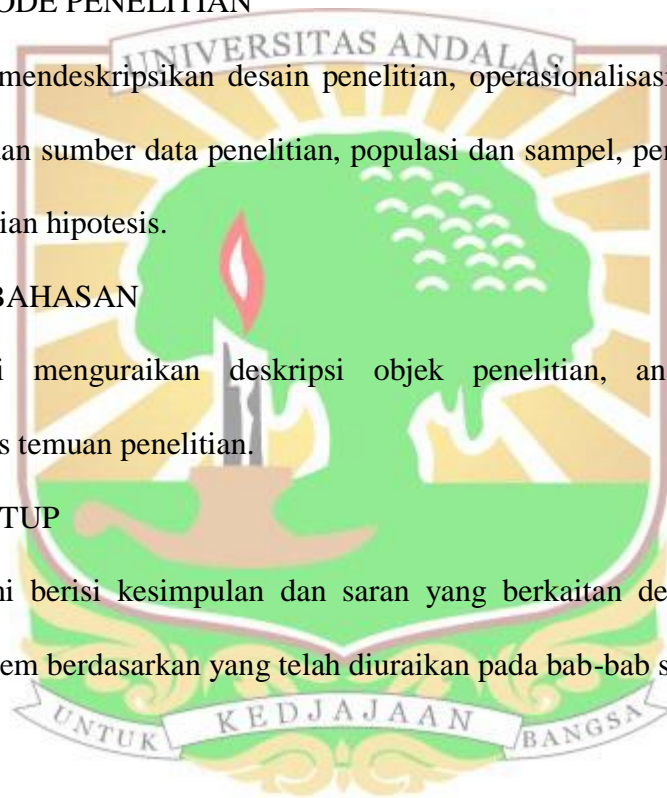 ODE PENELITIAN
UNIVERSITAS ANDALAS
mendeskripsikan desain penelitian, operasionalisasi
dan sumber data penelitian, populasi dan sampel, per
ian hipotesis.
BAHASAN
i menguraikan deskripsi objek penelitian, an
s temuan penelitian.
TUP
ni berisi kesimpulan dan saran yang berkaitan de
em berdasarkan yang telah diuraikan pada bab-bab s
UNTUK KEDJAJAAN BANGSA